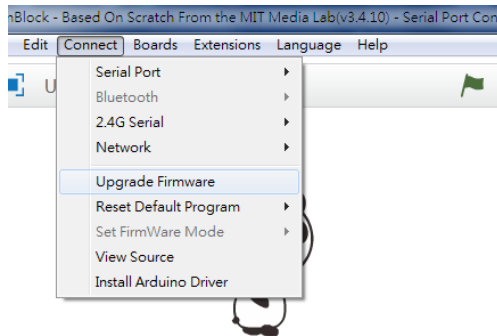 nBlock - Based On Scratch From the MIT Media Lab(v3.4.10) - Serial Port Con
Edit Connect Boards Extensions Language Help
U
Serial Port
Bluetooth
2.4G Serial
Network
Upgrade Firmware
Reset Default Program
Set FirmWare Mode
View Source
Install Arduino Driver